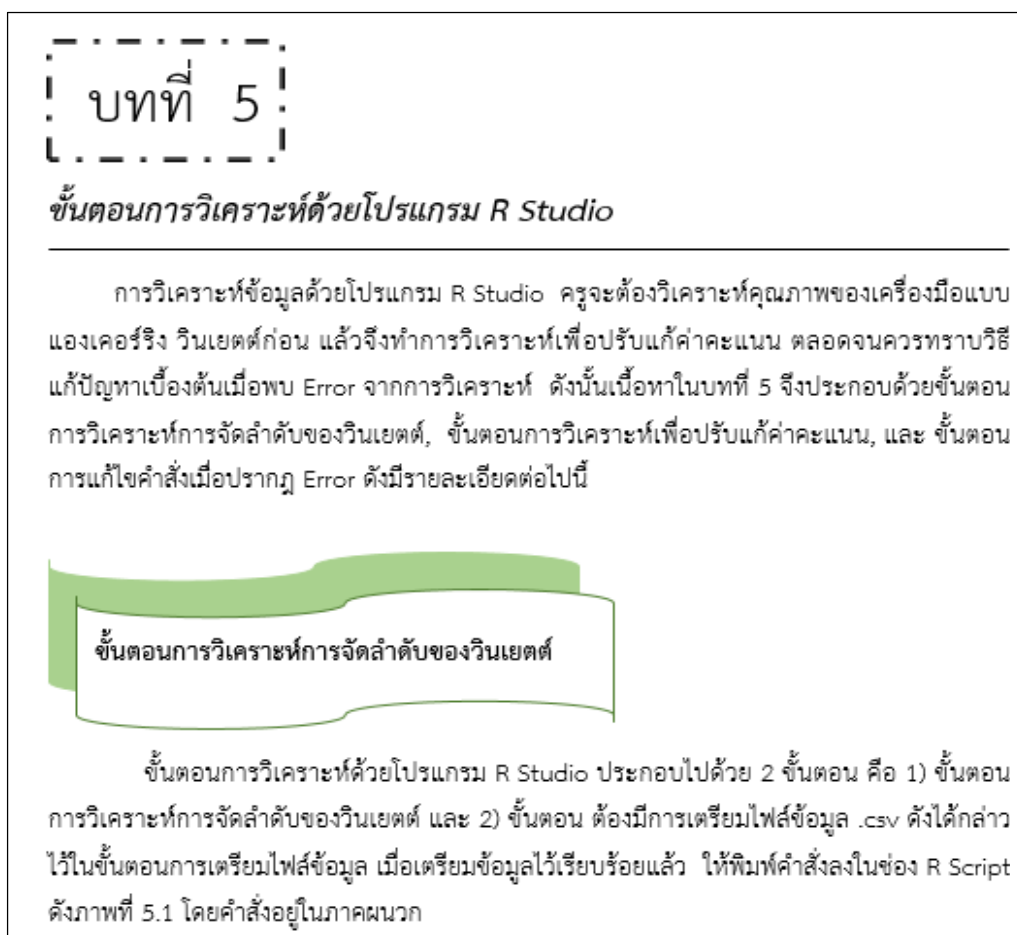 บทที่ 5
ขั้นตอนการวิเคราะห์ด้วยโปรแกรม R Studio
การวิเคราะห์ข้อมูลด้วยโปรแกรม R Studio ครูจะต้องวิเคราะห์คุณภาพของเครื่องมือแบบ
แองเคอร์ริง วินเยตต์ก่อน แล้วจึงทำการวิเคราะห์เพื่อปรับแก้ค่าคะแนน ตลอดจนควรทราบวิธี
แก้ปัญหาเบื้องต้นเมื่อพบ Error จากการวิเคราะห์ ดังนั้นเนื้อหาในบทที่ 5 จึงประกอบด้วยขั้นตอน
การวิเคราะห์การจัดลำดับของวินเยตต์, ขั้นตอนการวิเคราะห์เพื่อปรับแก้ค่าคะแนน, และ ขั้นตอน
การแก้ไขคำสั่งเมื่อปรากฏ Error ดังมีรายละเอียดต่อไปนี้
ขั้นตอนการวิเคราะห์การจัดลำดับของวินเยตต์
ขั้นตอนการวิเคราะห์ด้วยโปรแกรม R Studio ประกอบไปด้วย 2 ขั้นตอน คือ 1) ขั้นตอน
การวิเคราะห์การจัดลำดับของวินเยตต์ และ 2) ขั้นตอน ต้องมีการเตรียมไฟล์ข้อมูล .csv ดังได้กล่าว
ไว้ในขั้นตอนการเตรียมไฟล์ข้อมูล เมื่อเตรียมข้อมูลไว้เรียบร้อยแล้ว ให้พิมพ์คำสั่งลงในช่อง R Script
ดังภาพที่ 5.1 โดยคำสั่งอยู่ในภาคผนวก